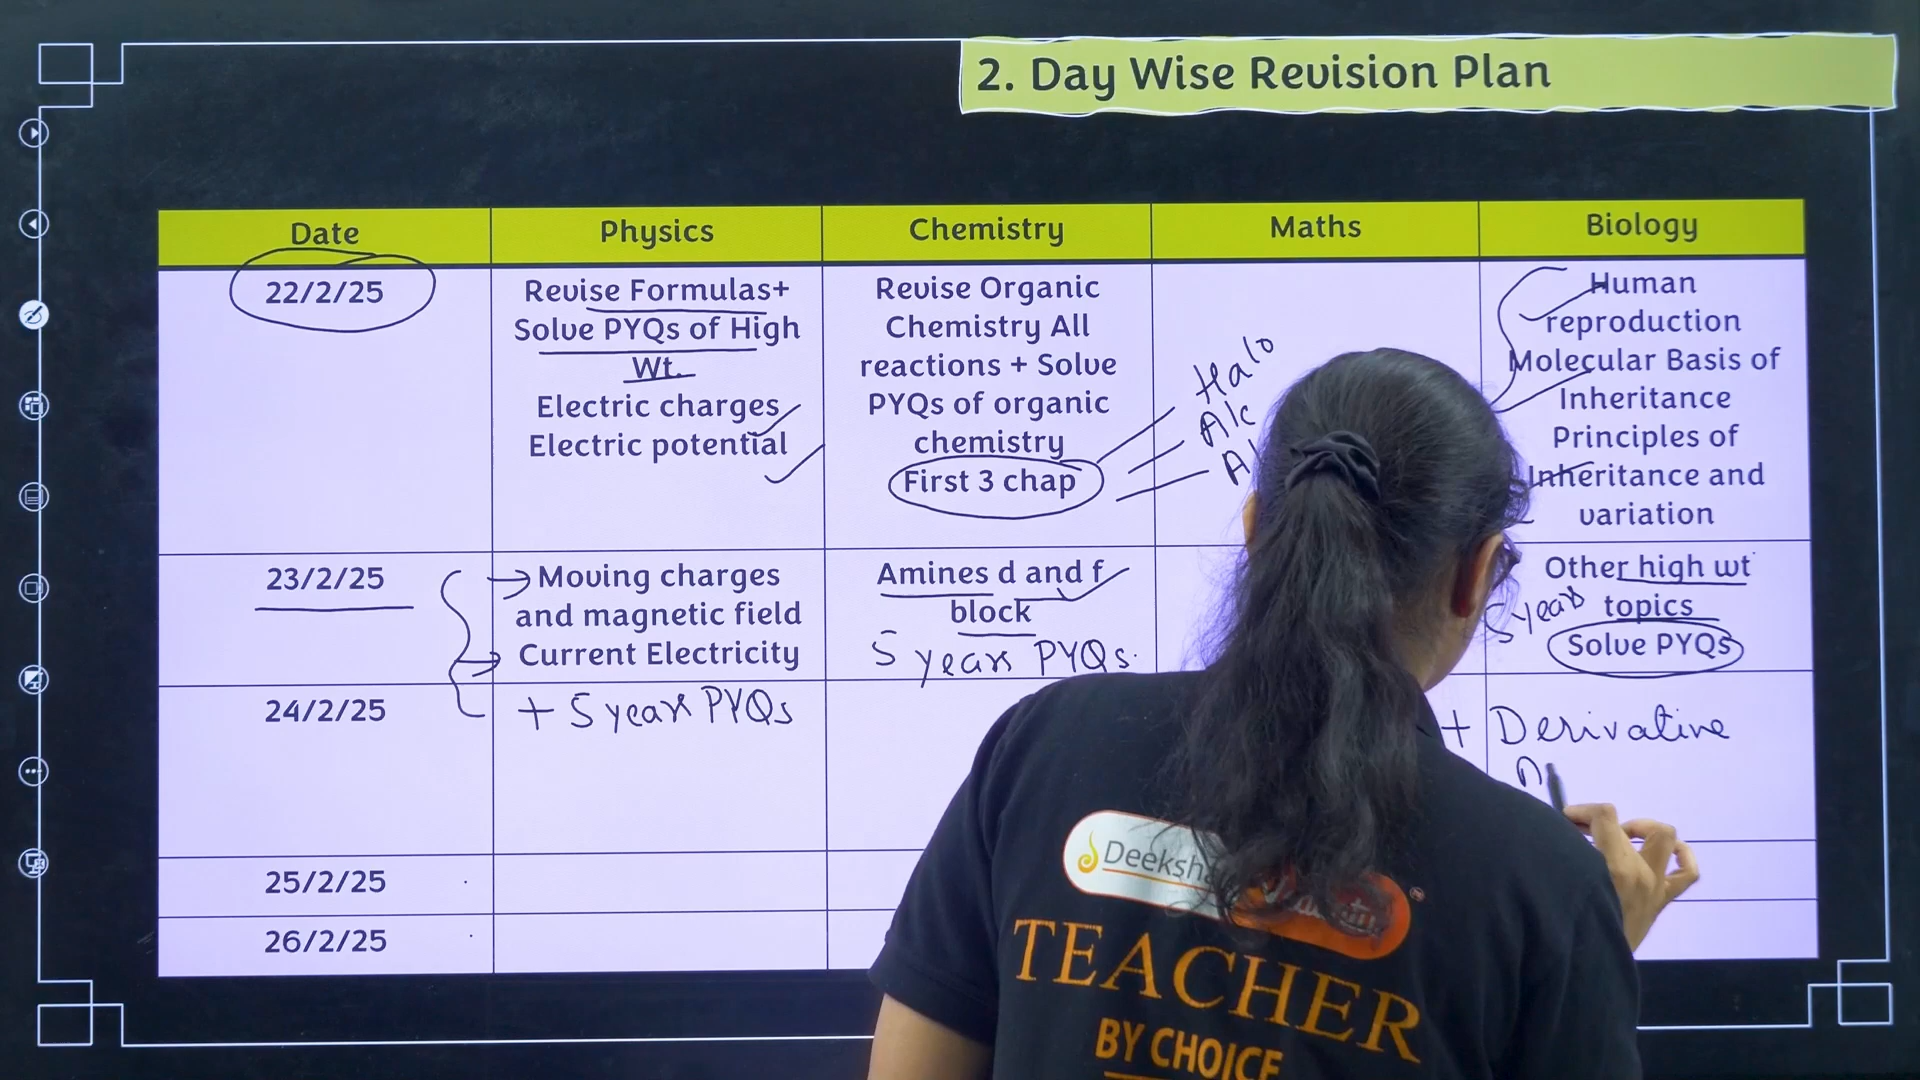 2. Day Wise Revision Plan
Date
Physics
Chemistry
Maths
Biology
22/2/25
Revise Formulas+
Solve PYQs of High
Wt.
Electric charges
Electric potential
Revise Organic
Chemistry All
reactions + Solve
PYQs of organic
chemistry
First 3 chap
Halo
Alc
Human
reproduction
Molecular Basis of
Inheritance
Principles of
Inheritance and
variation
23/2/25
Moving charges
and magnetic field
Current Electricity
Amines d and f
block
5 years PYQs.
Other high wt
topics
5 years
Solve PYQs
24/2/25
+ 5 years PYQs
+ Derivative
25/2/25
26/2/25
Deeksha
TEACHER
BY CHOICE